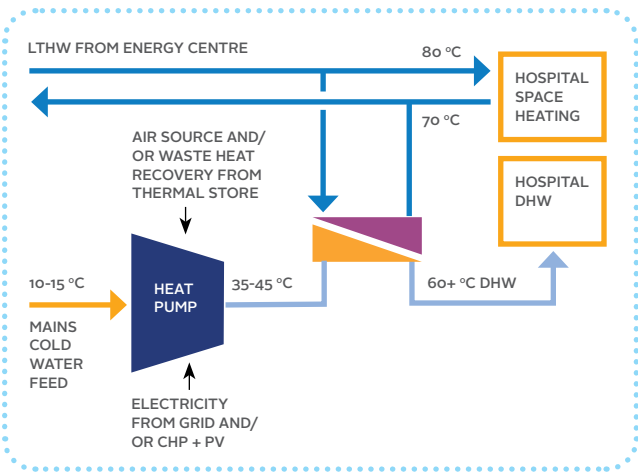 LTHW FROM ENERGY CENTRE
80 °C
HOSPITAL
SPACE
HEATING
70 °C
AIR SOURCE AND/
OR WASTE HEAT
RECOVERY FROM
THERMAL STORE
HOSPITAL
DHW
10-15 °C
HEAT
PUMP
35-45 °C
60+ °C DHW
MAINS
COLD
WATER
FEED
ELECTRICITY
FROM GRID AND/
OR CHP + PV